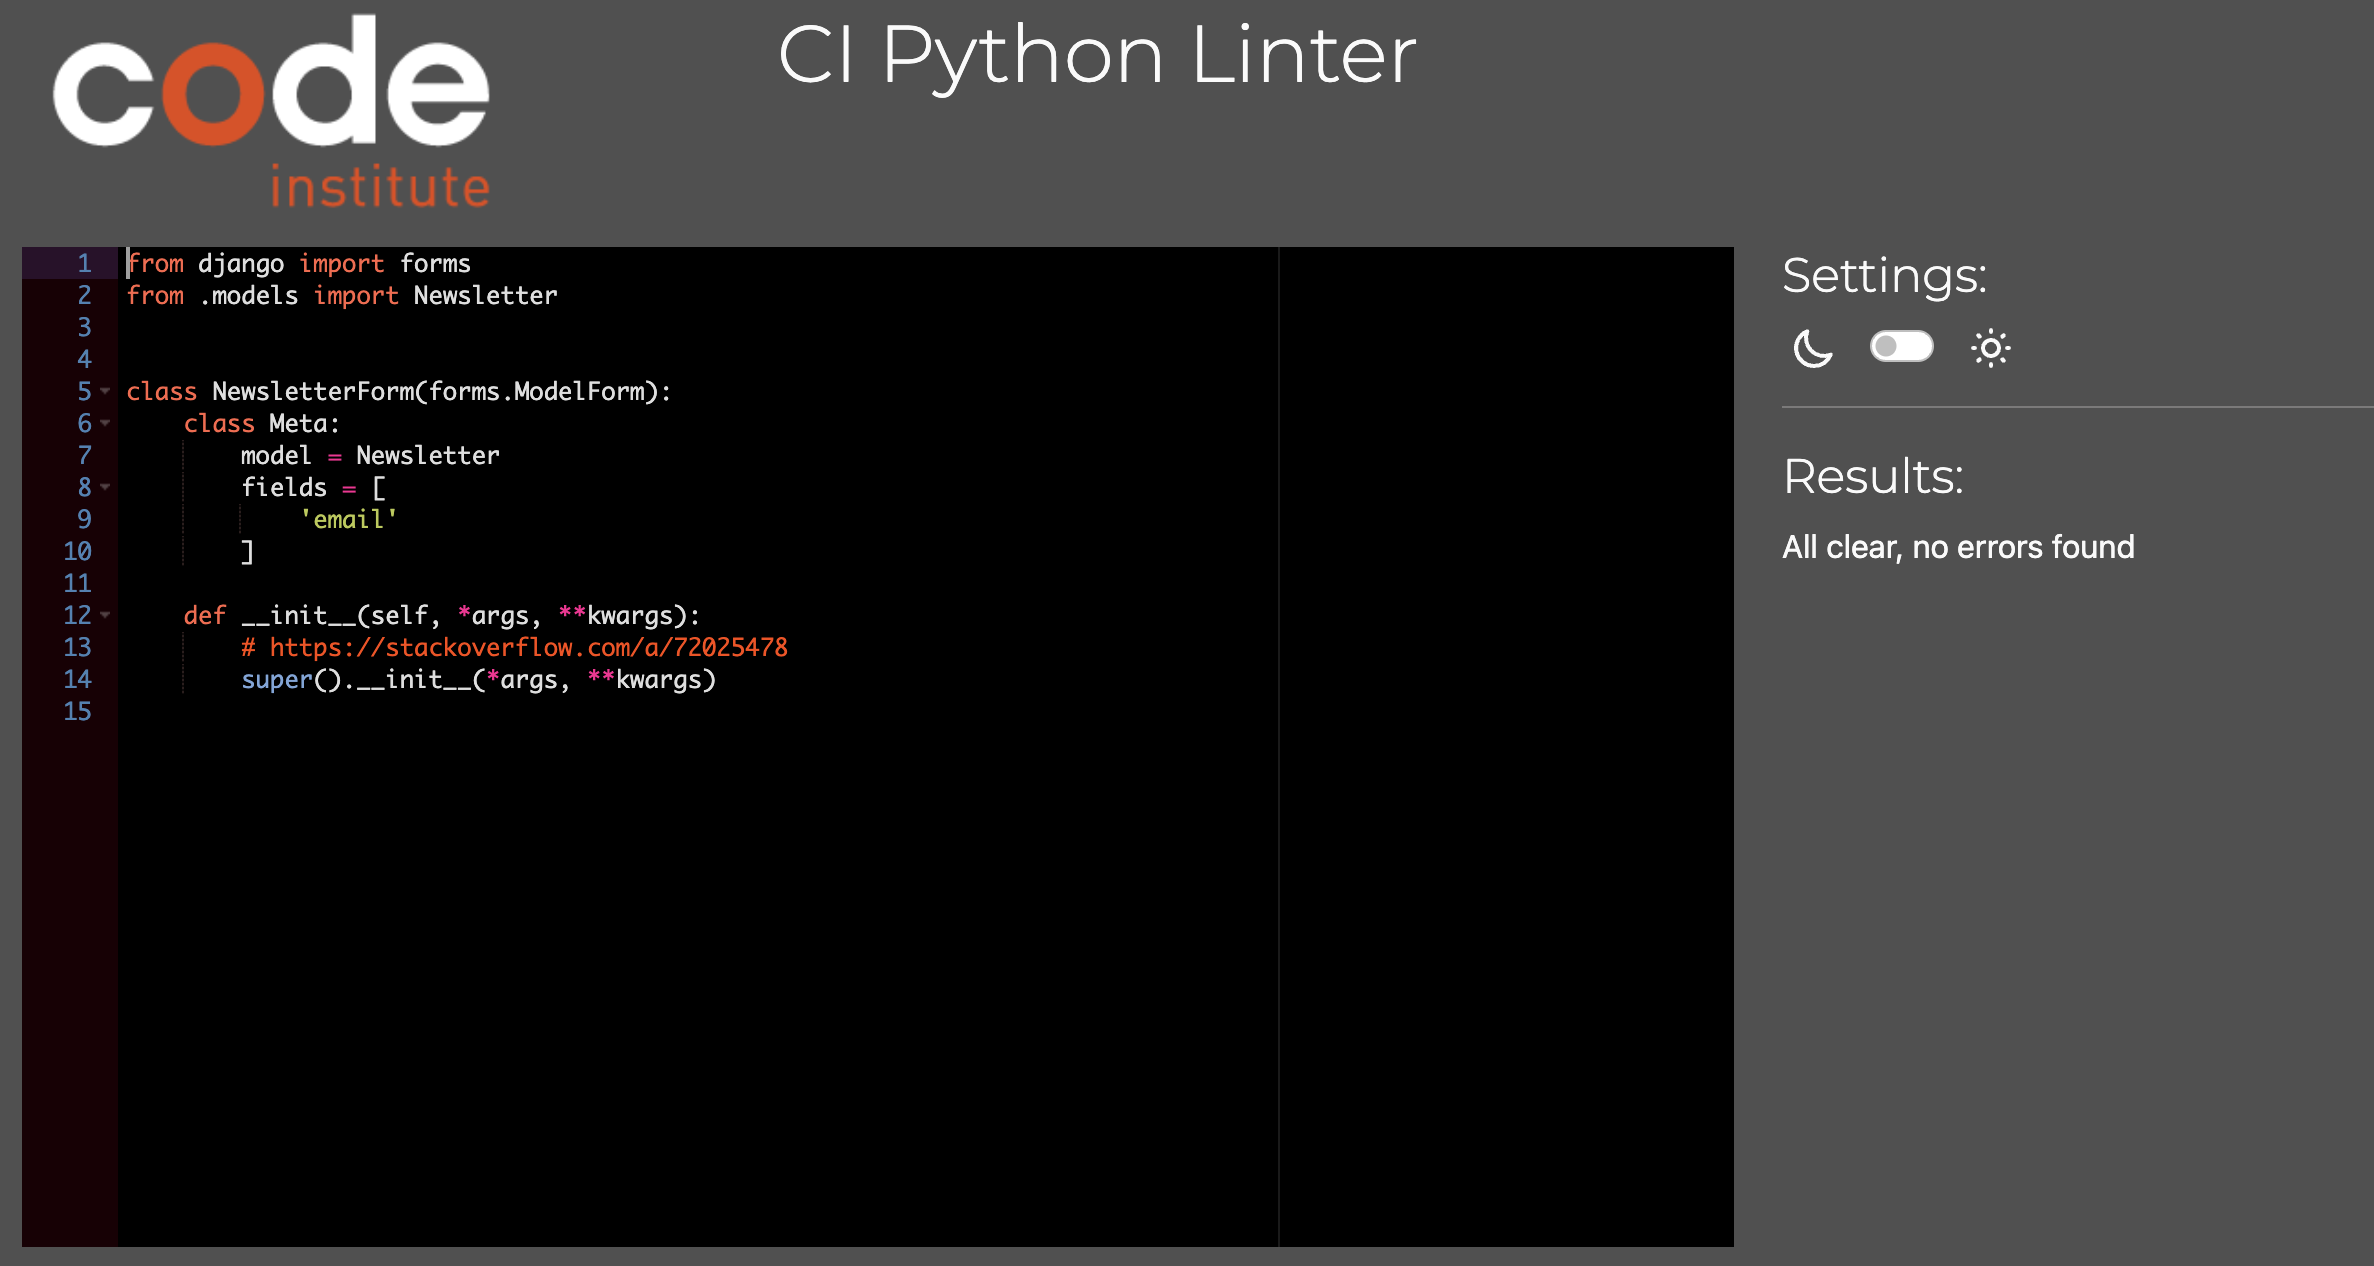 code
institute
CI Python Linter
1 from django import forms
2 from .models import Newsletter
3
4
5 class NewsletterForm(forms.ModelForm):
6     class Meta:
7         model = Newsletter
8         fields = [
9             'email'
10         ]
11
12     def __init__(self, *args, **kwargs):
13         # https://stackoverflow.com/a/72025478
14         super().__init__(*args, **kwargs)
15
Settings:
Results:
All clear, no errors found